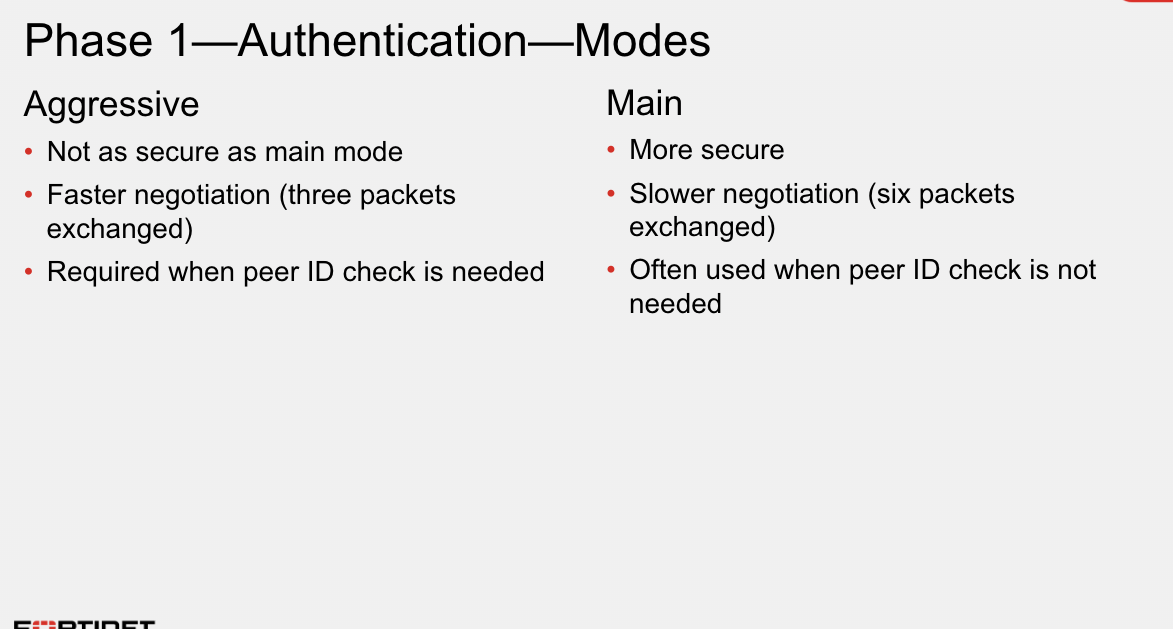 Phase 1—Authentication—Modes
Aggressive
• Not as secure as main mode
• Faster negotiation (three packets
exchanged)
• Required when peer ID check is needed
Main
• More secure
• Slower negotiation (six packets
exchanged)
• Often used when peer ID check is not
needed
FORTINET